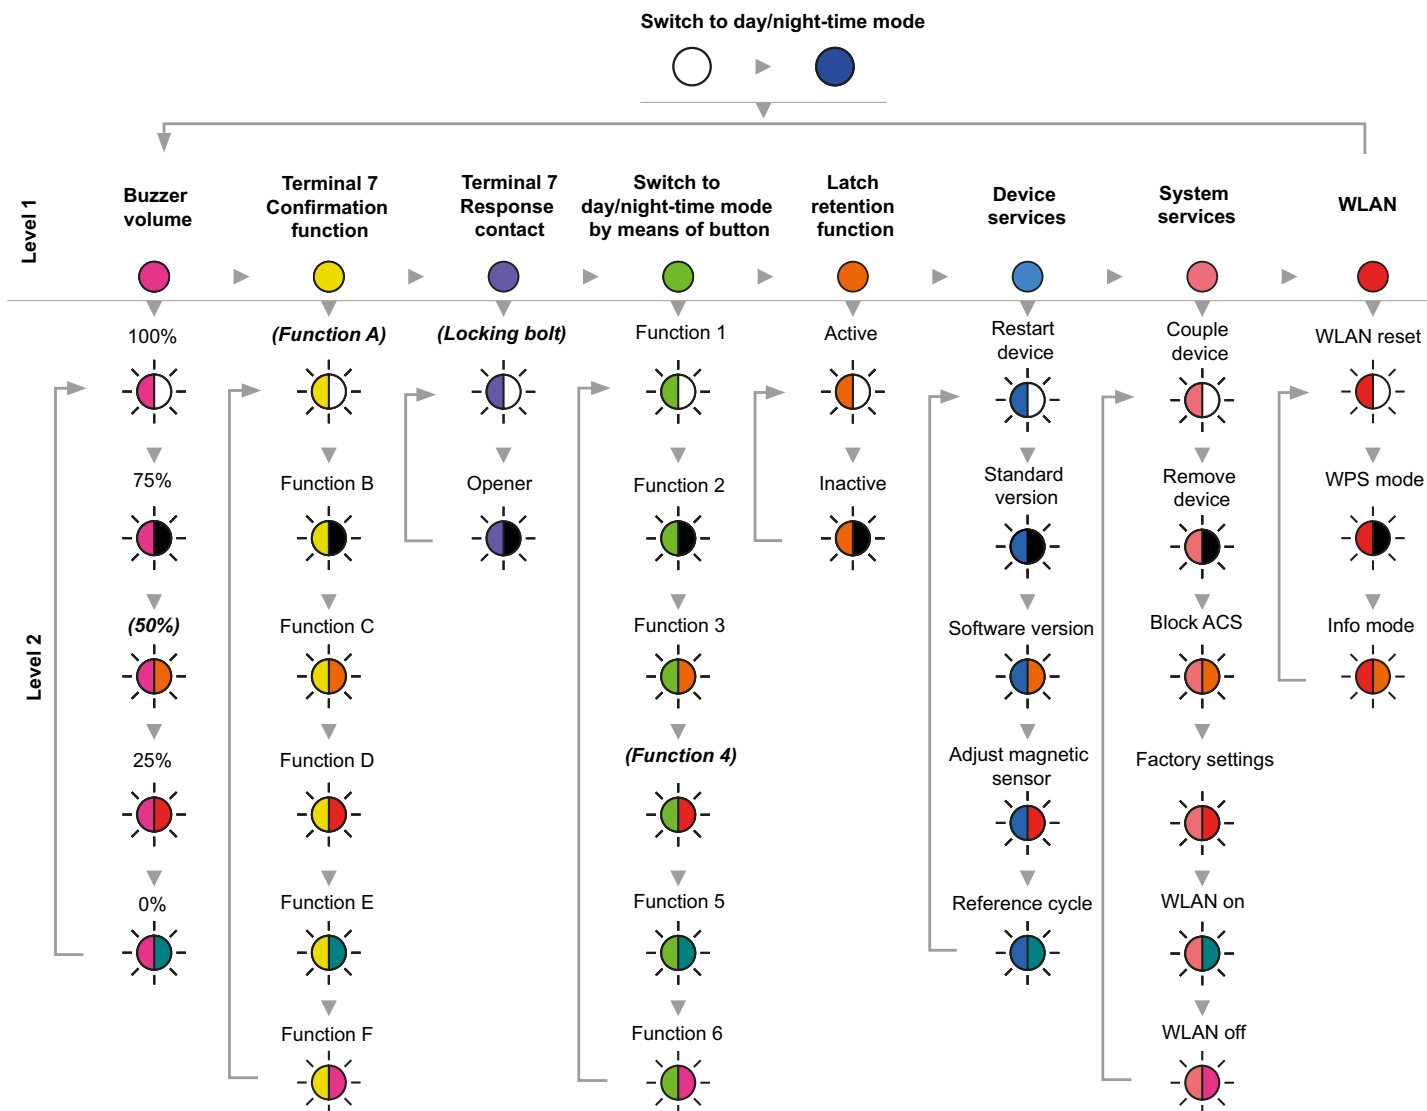 Switch to day/night-time mode
Level 1
Buzzer
volume
Terminal 7
Confirmation
function
Terminal 7
Response
contact
Switch to
day/night-time mode
by means of button
Latch
retention
function
Device
services
System
services
WLAN
Level 2
100%
75%
(50%)
25%
0%
(Function A)
Function B
Function C
Function D
Function E
Function F
(Locking bolt)
Opener
Function 1
Function 2
Function 3
(Function 4)
Function 5
Function 6
Active
Inactive
Restart
device
Standard
version
Software version
Adjust magnetic
sensor
Reference cycle
Couple
device
Remove
device
Block ACS
Factory settings
WLAN on
WLAN off
WLAN reset
WPS mode
Info mode